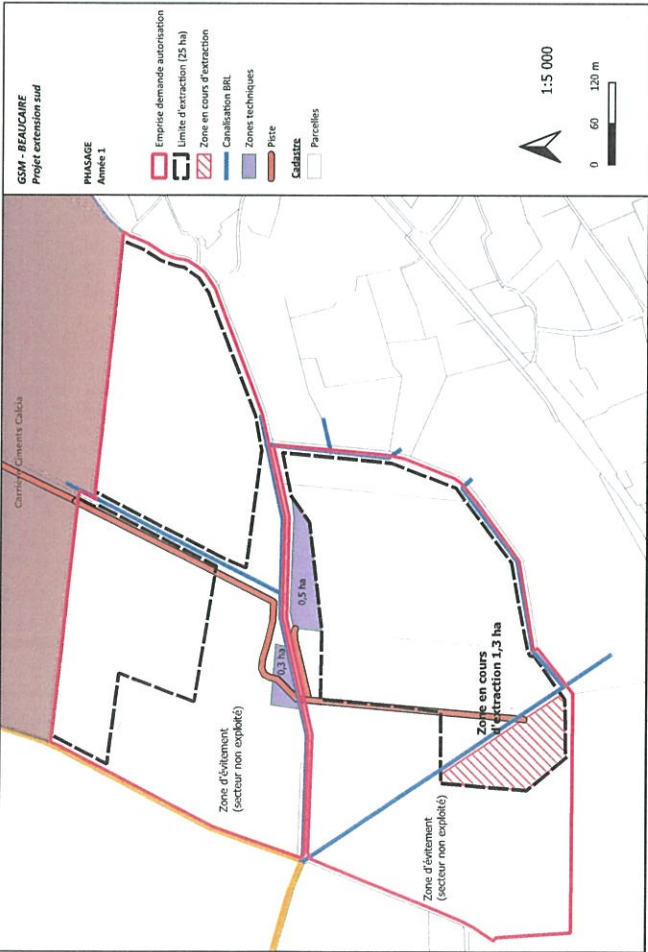 GSM - BEAUCAIRE
Projet extension sud
PHASAGE
Année 1
Emprise demande autorisation
Limite d'extraction (25 ha)
Zone en cours d'extraction
Canalisation BRL
Zones techniques
Piste
Cadastre
Parcelles
1:5 000
0 60 120 m
Carrière Ciments Calcia
Zone d'évitement
(secteur non exploité)
0,3 ha
0,5 ha
Zone d'évitement
(secteur non exploité)
Zone en cours
d'extraction 1,3 ha